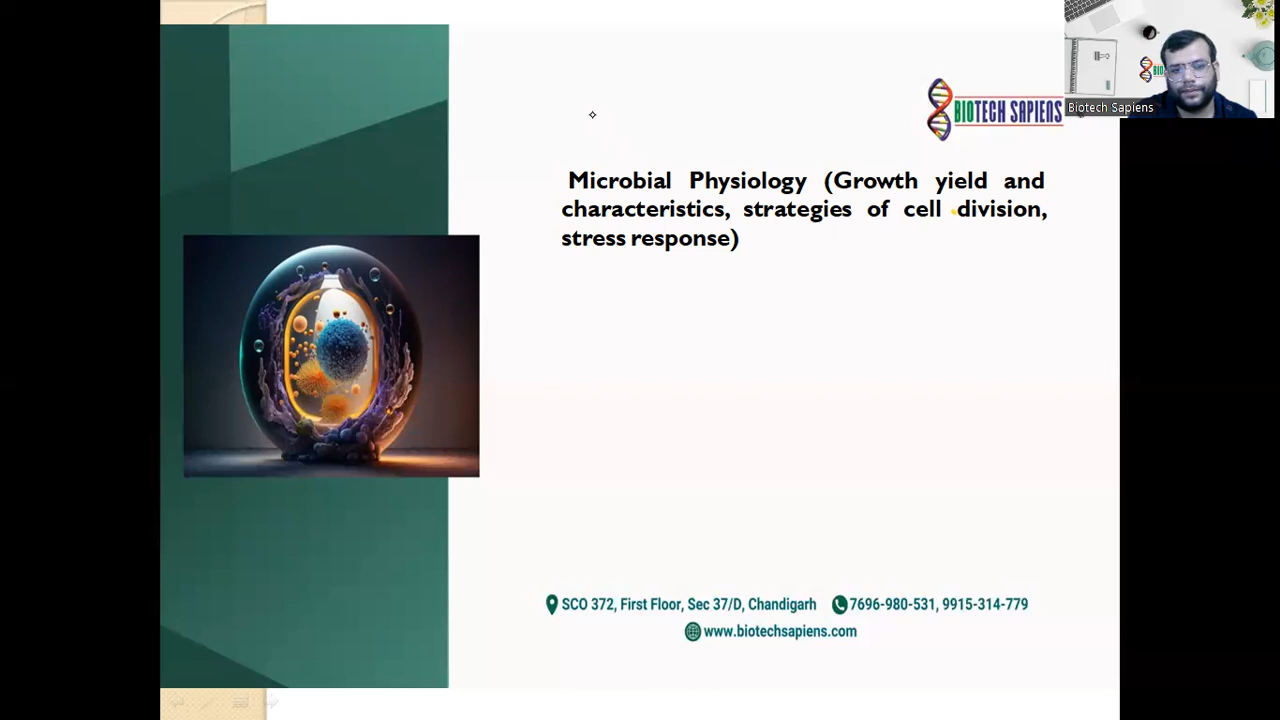 BIOTECH SAPIENS
Biotech Sapiens
Microbial Physiology (Growth yield and
characteristics, strategies of cell division,
stress response)
SCO 372, First Floor, Sec 37/D, Chandigarh 7696-980-531, 9915-314-779
www.biotechsapiens.com